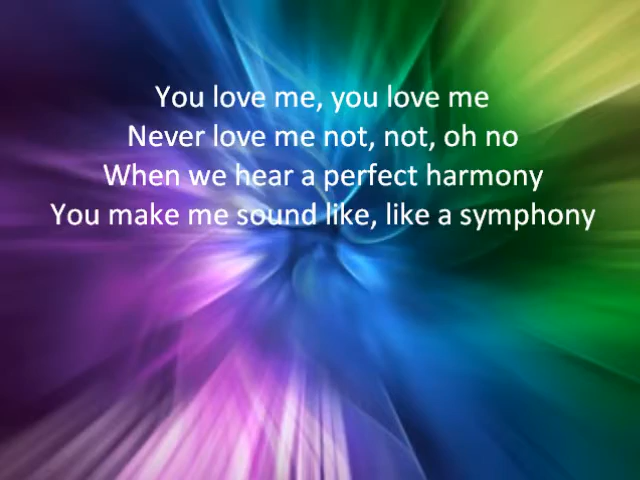 You love me, you love me
Never love me not, not, oh no
When we hear a perfect harmony
You make me sound like, like a symphony